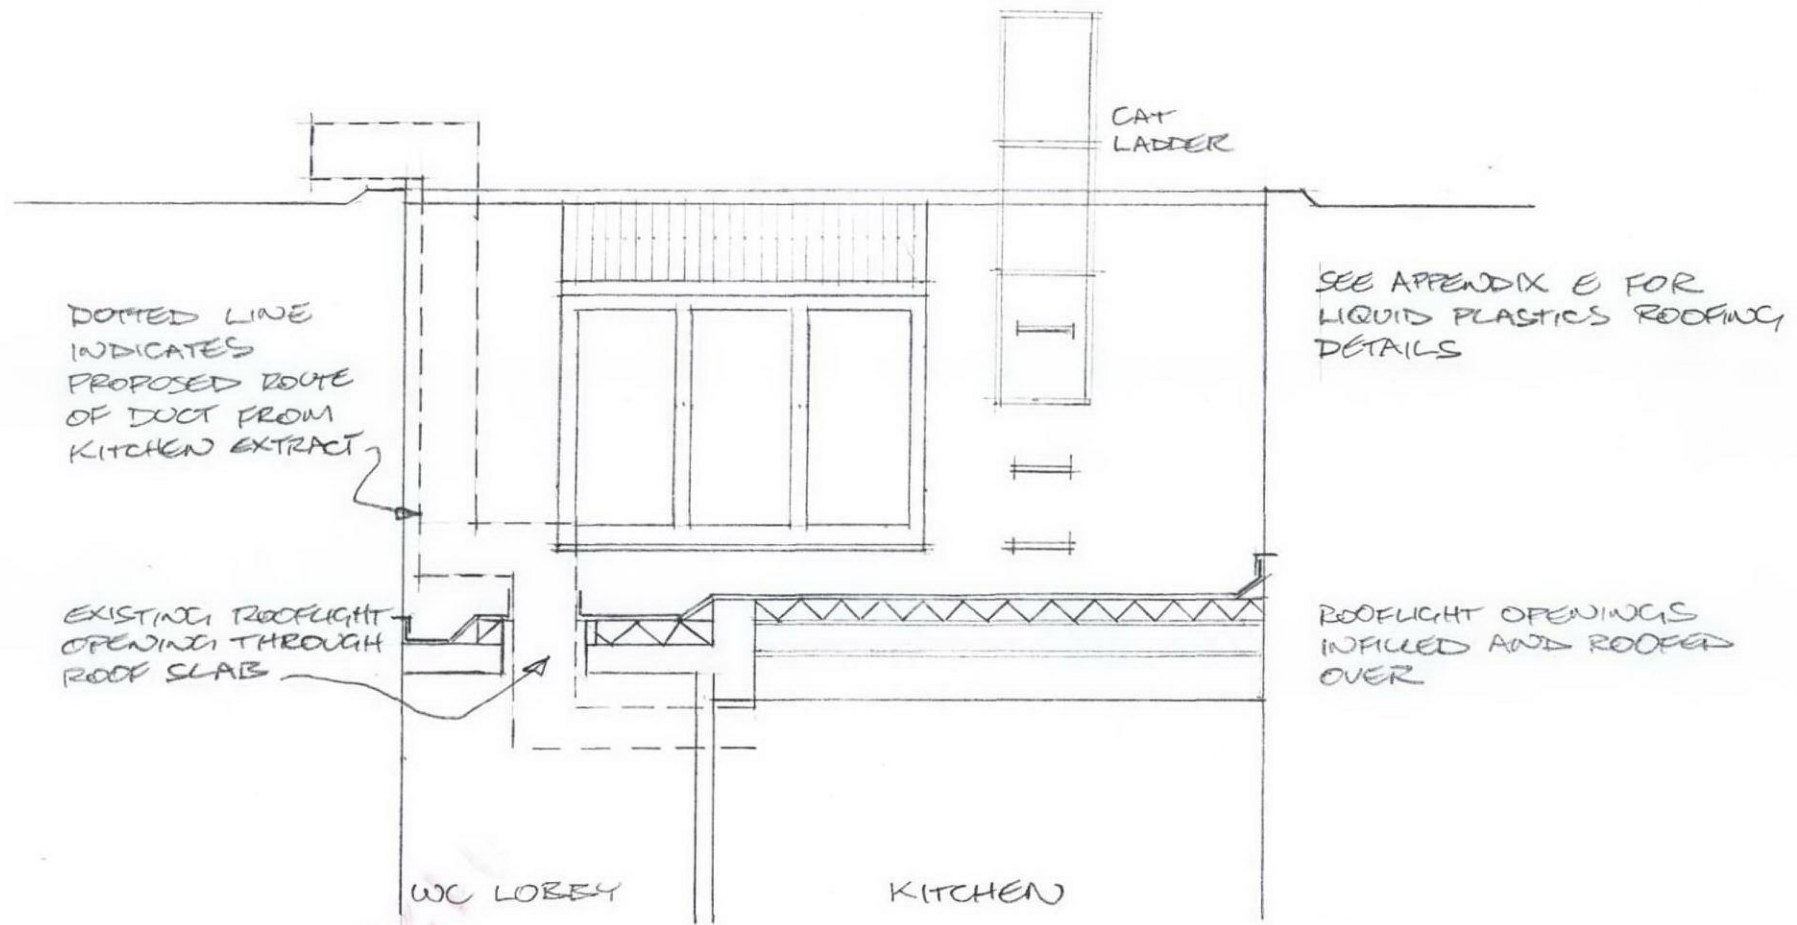 CAT
LADDER
DOTTED LINE
INDICATES
PROPOSED ROUTE
OF DUCT FROM
KITCHEN EXTRACT
SEE APPENDIX E FOR
LIQUID PLASTICS ROOFING
DETAILS
EXISTING ROOFLIGHT
OPENING THROUGH
ROOF SLAB
ROOFLIGHT OPENINGS
INFILLED AND ROOFED
OVER
WC LOBBY
KITCHEN